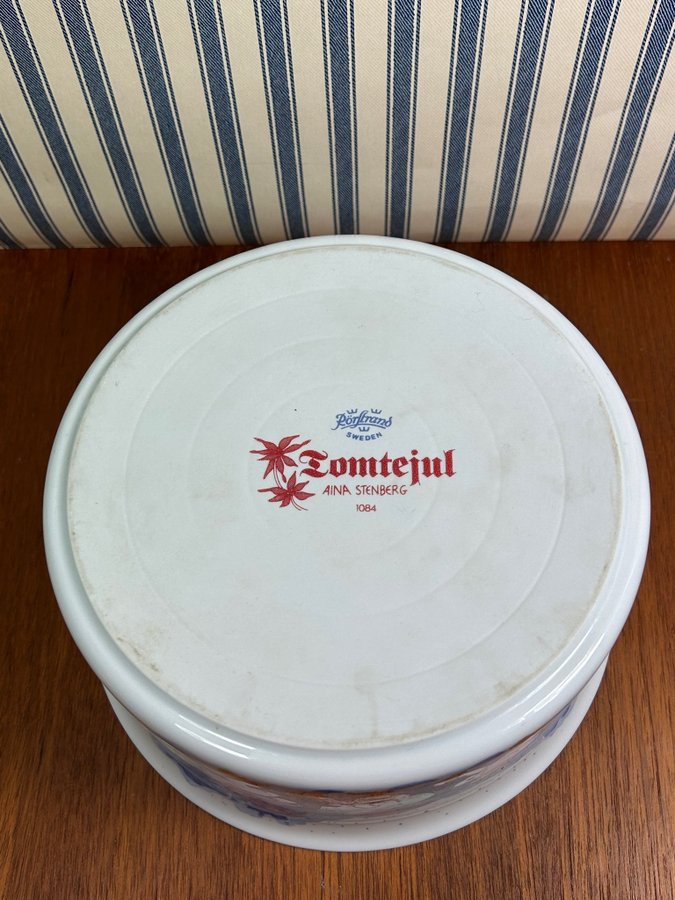 Rörstrand
SWEDEN
Tomtejul
AINA STENBERG
1084